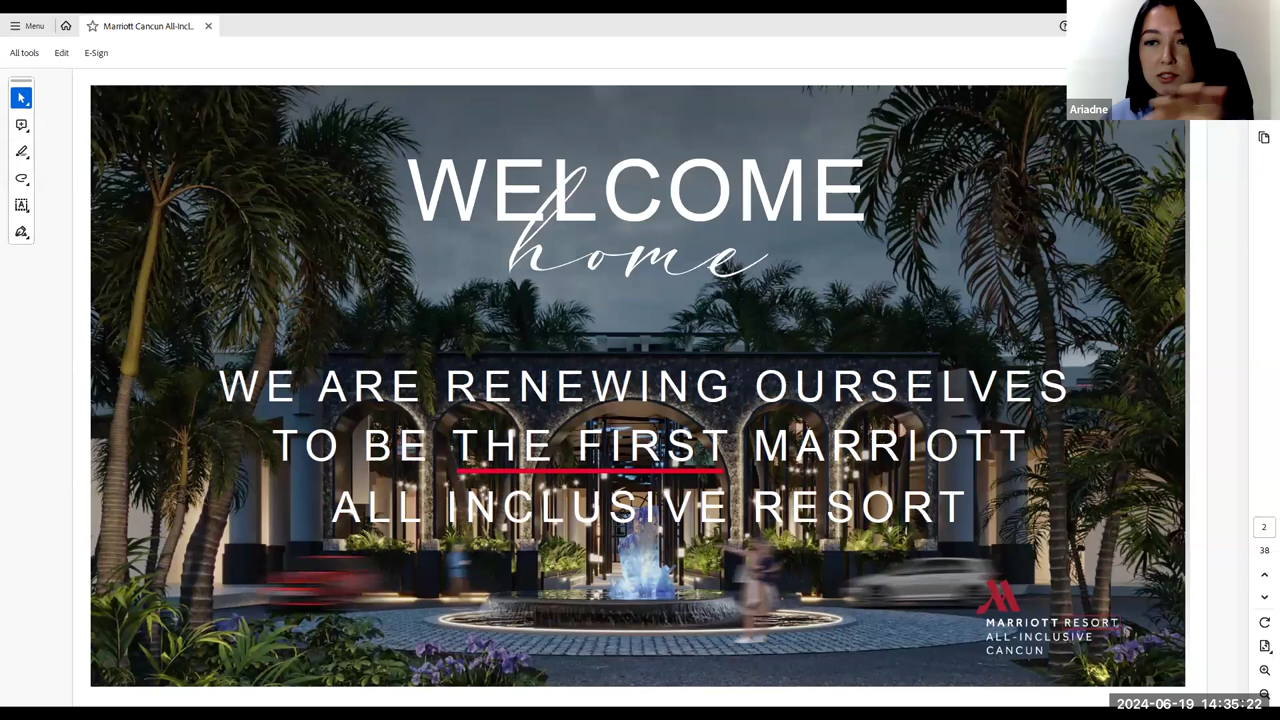 Menu
Marriott Cancun All-incl...
All tools
Edit
E-Sign
Ariadne
WELCOME
home
WE ARE RENEWING OURSELVES
TO BE THE FIRST MARRIOTT
ALL INCLUSIVE RESORT
MARRIOTT RESORT
ALL-INCLUSIVE
CANCUN
2
38
2024-06-19 14:35:22